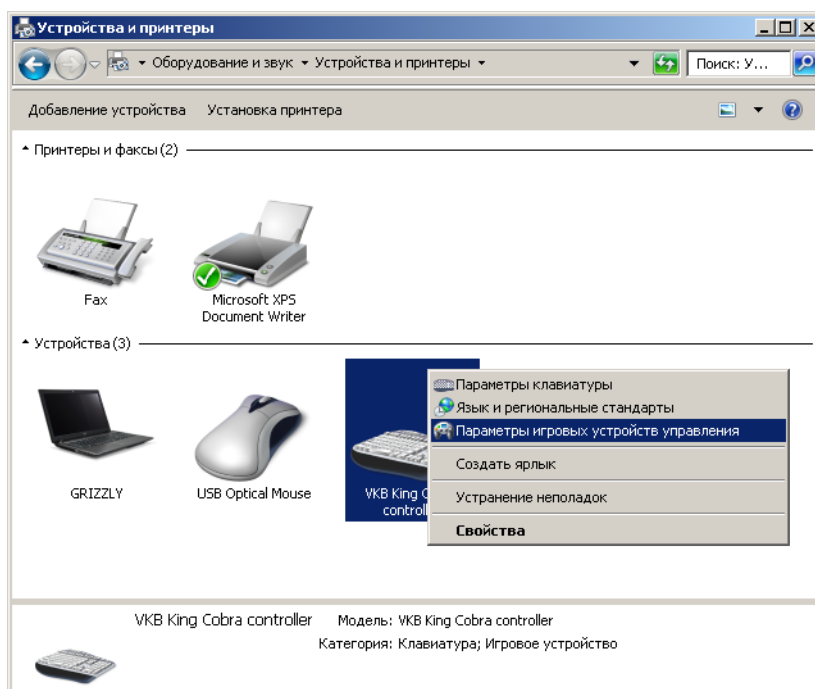 Устройства и принтеры
Оборудование и звук Устройства и принтеры Поиск: У...
Добавление устройства Установка принтера
Принтеры и факсы (2)
Fax
Microsoft XPS
Document Writer
Устройства (3)
Параметры клавиатуры
Язык и региональные стандарты
Параметры игровых устройств управления
Создать ярлык
Устранение неполадок
Свойства
GRIZZLY
USB Optical Mouse
VKB King C
controll
VKB King Cobra controller Модель: VKB King Cobra controller
Категория: Клавиатура; Игровое устройство